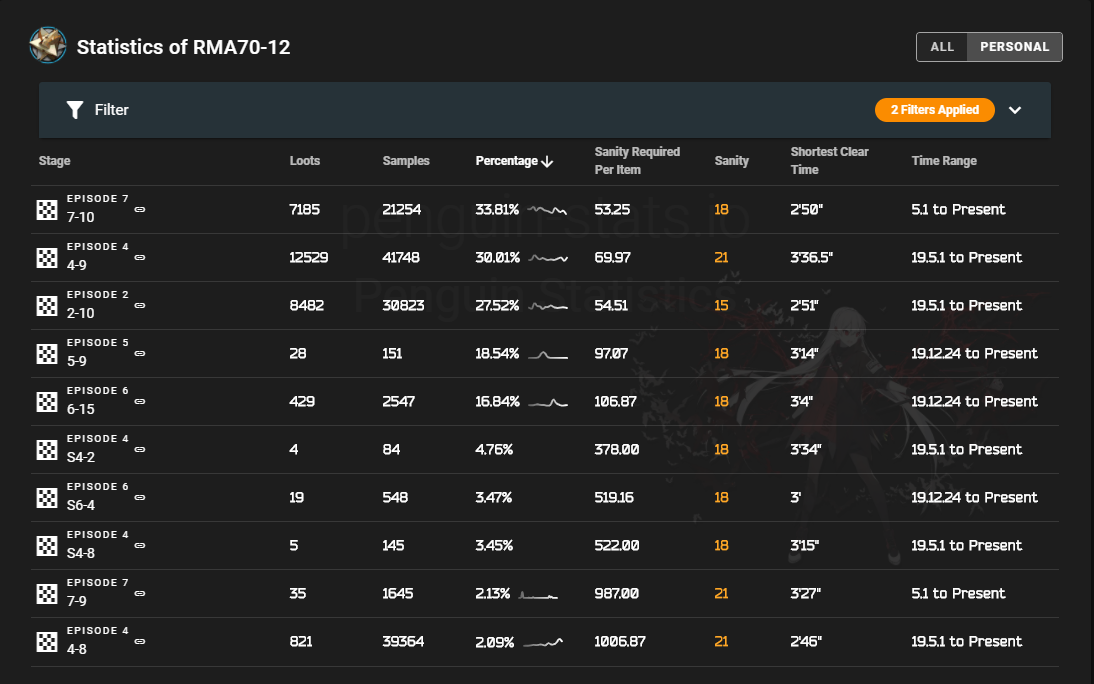 Statistics of RMA70-12
ALL PERSONAL
Filter 2 Filters Applied
Stage Loots Samples Percentage Sanity Required Per Item Sanity Shortest Clear Time Time Range
penguin-stats.io
Penguin Statistics
EPISODE 7
7-10 7185 21254 33.81% 53.25 18 2'50" 5.1 to Present
EPISODE 4
4-9 12529 41748 30.01% 69.97 21 3'36.5" 19.5.1 to Present
EPISODE 2
2-10 8482 30823 27.52% 54.51 15 2'51" 19.5.1 to Present
EPISODE 5
5-9 28 151 18.54% 97.07 18 3'14" 19.12.24 to Present
EPISODE 6
6-15 429 2547 16.84% 106.87 18 3'4" 19.12.24 to Present
EPISODE 4
S4-2 4 84 4.76% 378.00 18 3'34" 19.5.1 to Present
EPISODE 6
S6-4 19 548 3.47% 519.16 18 3' 19.12.24 to Present
EPISODE 4
S4-8 5 145 3.45% 522.00 18 3'15" 19.5.1 to Present
EPISODE 7
7-9 35 1645 2.13% 987.00 21 3'27" 5.1 to Present
EPISODE 4
4-8 821 39364 2.09% 1006.87 21 2'46" 19.5.1 to Present